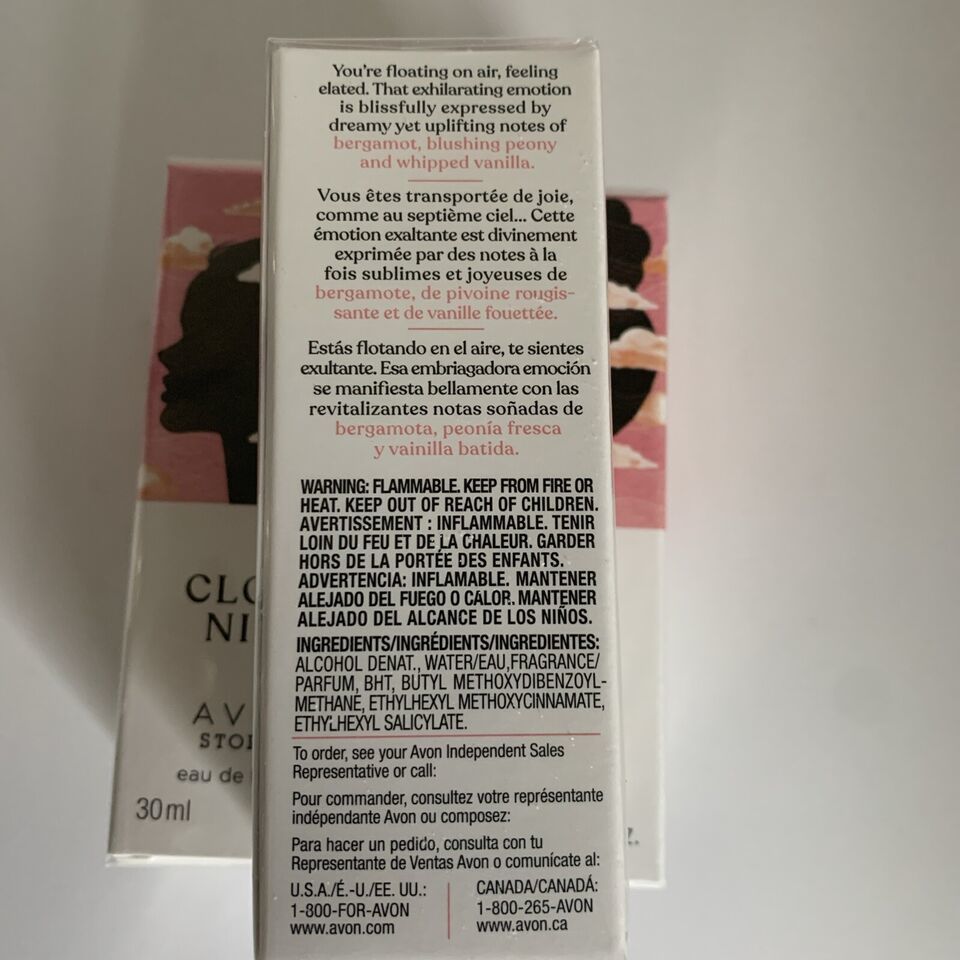 You're floating on air, feeling
elated. That exhilarating emotion
is blissfully expressed by
dreamy yet uplifting notes of
bergamot, blushing peony
and whipped vanilla.
Vous êtes transportée de joie,
comme au septième ciel... Cette
émotion exaltante est divinement
exprimée par des notes à la
fois sublimes et joyeuses de
bergamote, de pivoine rougis-
sante et de vanille fouettée.
Estás flotando en el aire, te sientes
exultante. Esa embriagadora emoción
se manifiesta bellamente con las
revitalizantes notas soñadas de
bergamota, peonía fresca
y vainilla batida.
WARNING: FLAMMABLE. KEEP FROM FIRE OR
HEAT. KEEP OUT OF REACH OF CHILDREN.
AVERTISSEMENT : INFLAMMABLE. TENIR
LOIN DU FEU ET DE LA CHALEUR. GARDER
HORS DE LA PORTÉE DES ENFANTS.
ADVERTENCIA: INFLAMABLE. MANTENER
ALEJADO DEL FUEGO O CALOR. MANTENER
ALEJADO DEL ALCANCE DE LOS NIÑOS.
INGREDIENTS/INGRÉDIENTS/INGREDIENTES:
ALCOHOL DENAT., WATER/EAU,FRAGRANCE/
PARFUM, BHT, BUTYL METHOXYDIBENZOYL-
METHANE, ETHYLHEXYL METHOXYCINNAMATE,
ETHYLHEXYL SALICYLATE.
To order, see your Avon Independent Sales
Representative or call:
Pour commander, consultez votre représentante
indépendante Avon ou composez:
Para hacer un pedido, consulta con tu
Representante de Ventas Avon o comunícate al:
U.S.A./É.-U./EE. UU.:
1-800-FOR-AVON
www.avon.com
CANADA/CANADÁ:
1-800-265-AVON
www.avon.ca
CLO
NI
AV
STO
eau de
30 ml